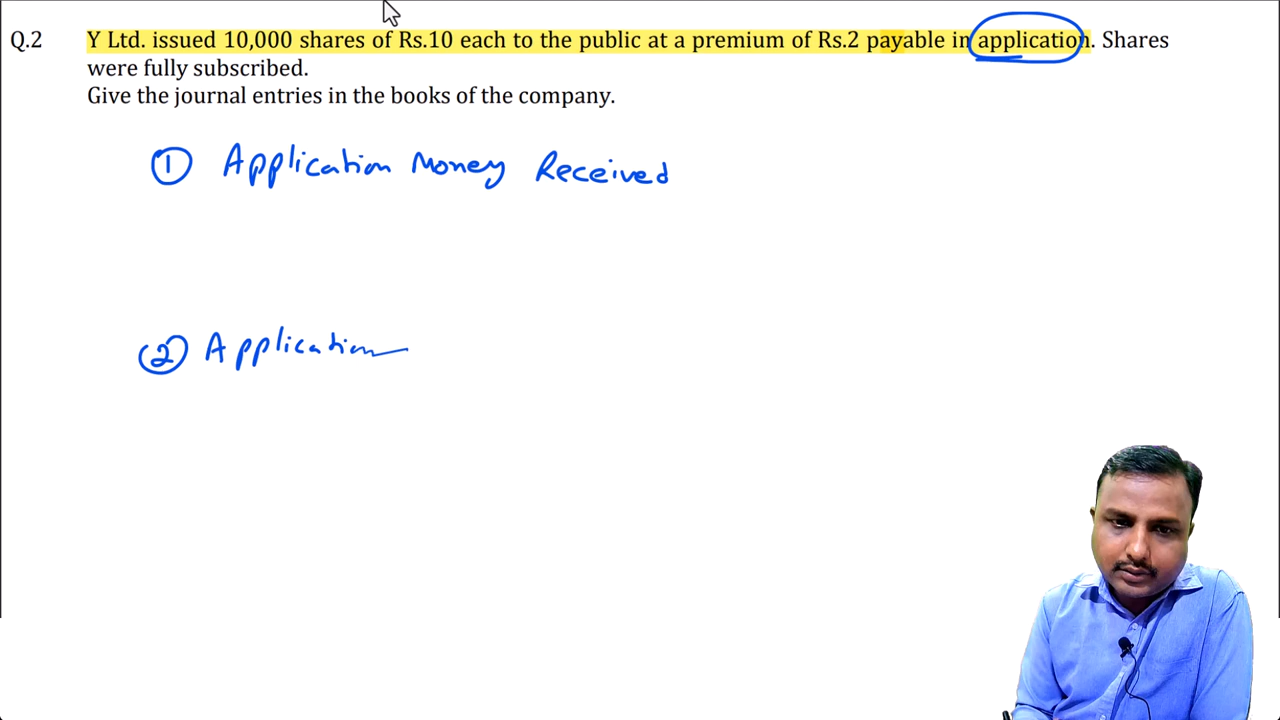 Q.2 Y Ltd. issued 10,000 shares of Rs.10 each to the public at a premium of Rs.2 payable in application. Shares
were fully subscribed.
Give the journal entries in the books of the company.
① Application Money Received
② Application